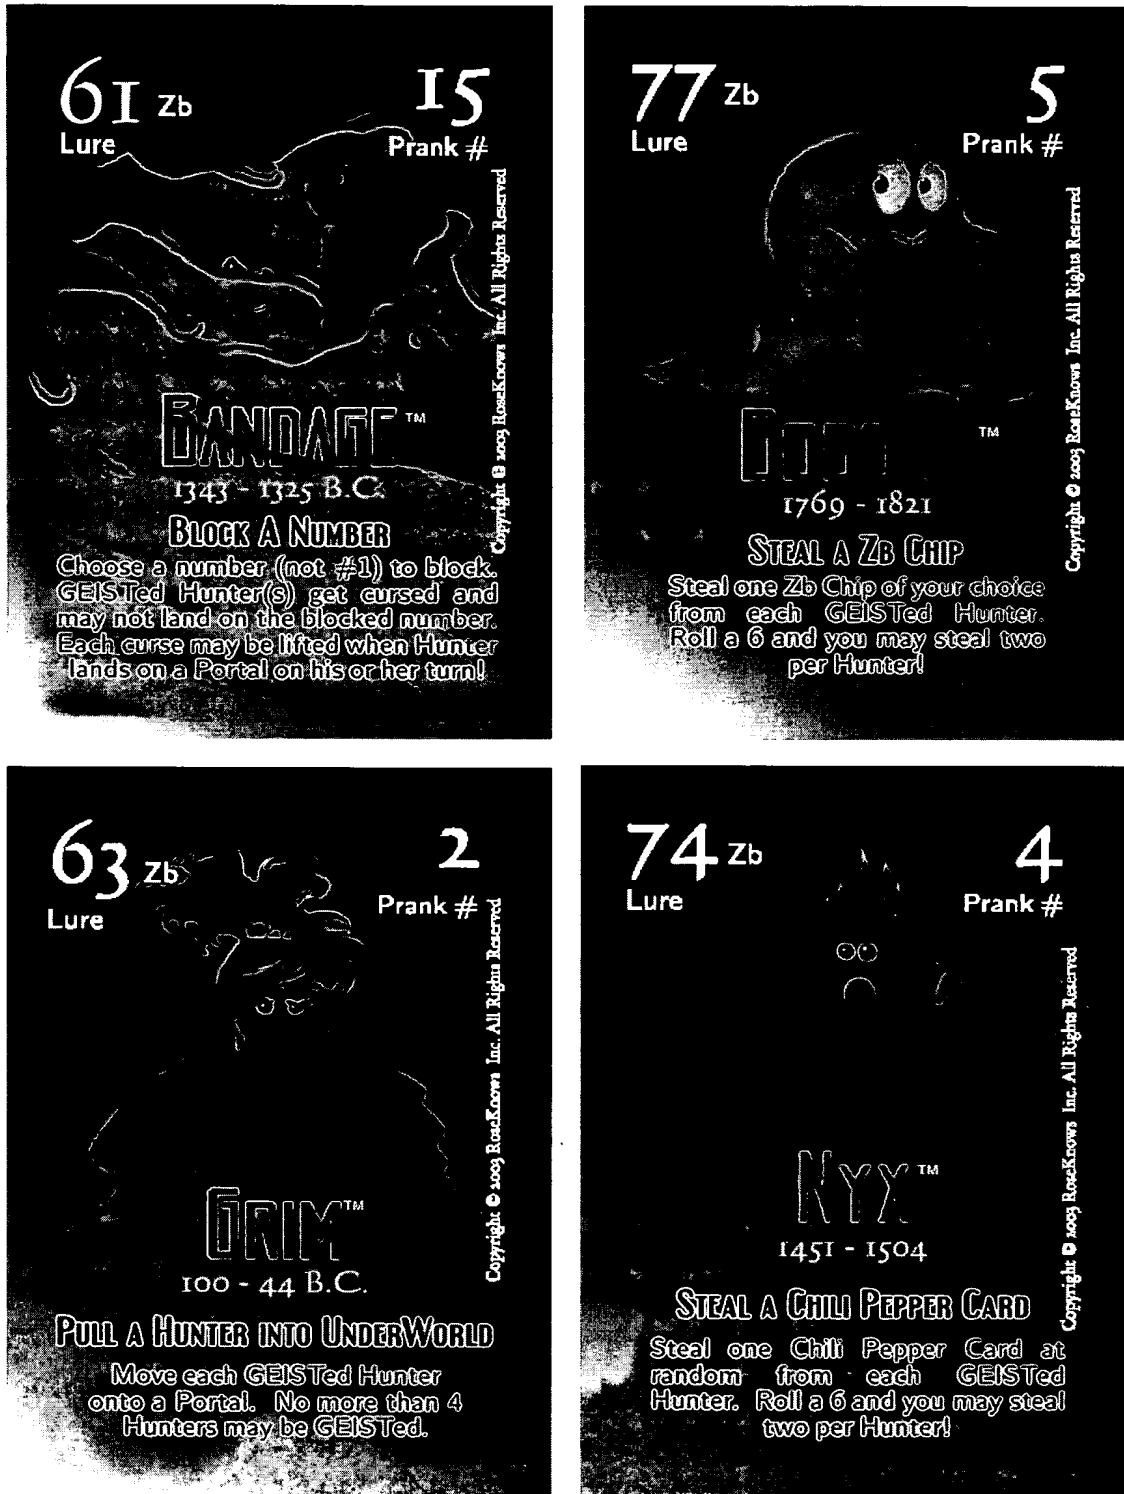 61 Zb
Lure
15
Prank #
BANDAGE™
1343 - 1325 B.C.
BLOCK A NUMBER
Choose a number (not #1) to block.
GEISTed Hunter(s) get cursed and
may not land on the blocked number.
Each curse may be lifted when Hunter
lands on a Portal on his or her turn!
Copyright © 2003 RoseKnows Inc. All Rights Reserved
77 Zb
Lure
5
Prank #
™
1769 - 1821
STEAL A ZB CHIP
Steal one Zb Chip of your choice
from each GEISTed Hunter.
Roll a 6 and you may steal two
per Hunter!
Copyright © 2003 RoseKnows Inc. All Rights Reserved
63 Zb
Lure
2
Prank #
GRIM™
100 - 44 B.C.
PULL A HUNTER INTO UNDERWORLD
Move each GEISTed Hunter
onto a Portal. No more than 4
Hunters may be GEISTed.
Copyright © 2003 RoseKnows Inc. All Rights Reserved
74 Zb
Lure
4
Prank #
NYX™
1451 - 1504
STEAL A CHILI PEPPER CARD
Steal one Chili Pepper Card at
random from each GEISTed
Hunter. Roll a 6 and you may steal
two per Hunter!
Copyright © 2003 RoseKnows Inc. All Rights Reserved